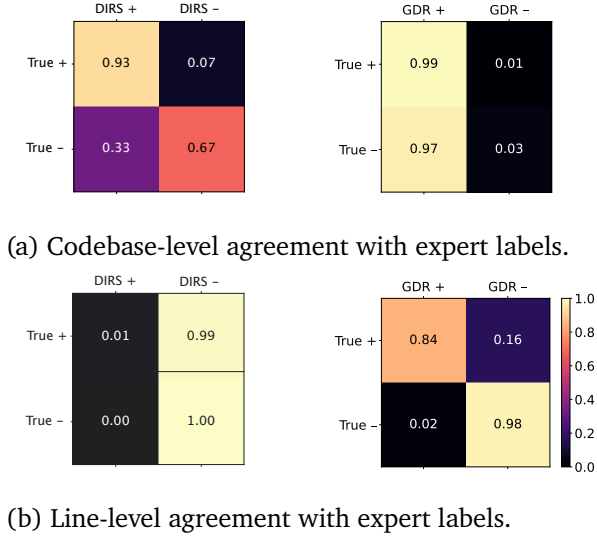 DIRS + DIRS –
GDR + GDR –
True + 0.93 0.07
True + 0.99 0.01
True – 0.33 0.67
True – 0.97 0.03
(a) Codebase-level agreement with expert labels.
DIRS + DIRS –
GDR + GDR –
1.0
True + 0.01 0.99
True + 0.84 0.16
0.8
0.6
0.4
True – 0.00 1.00
True – 0.02 0.98
0.2
0.0
(b) Line-level agreement with expert labels.